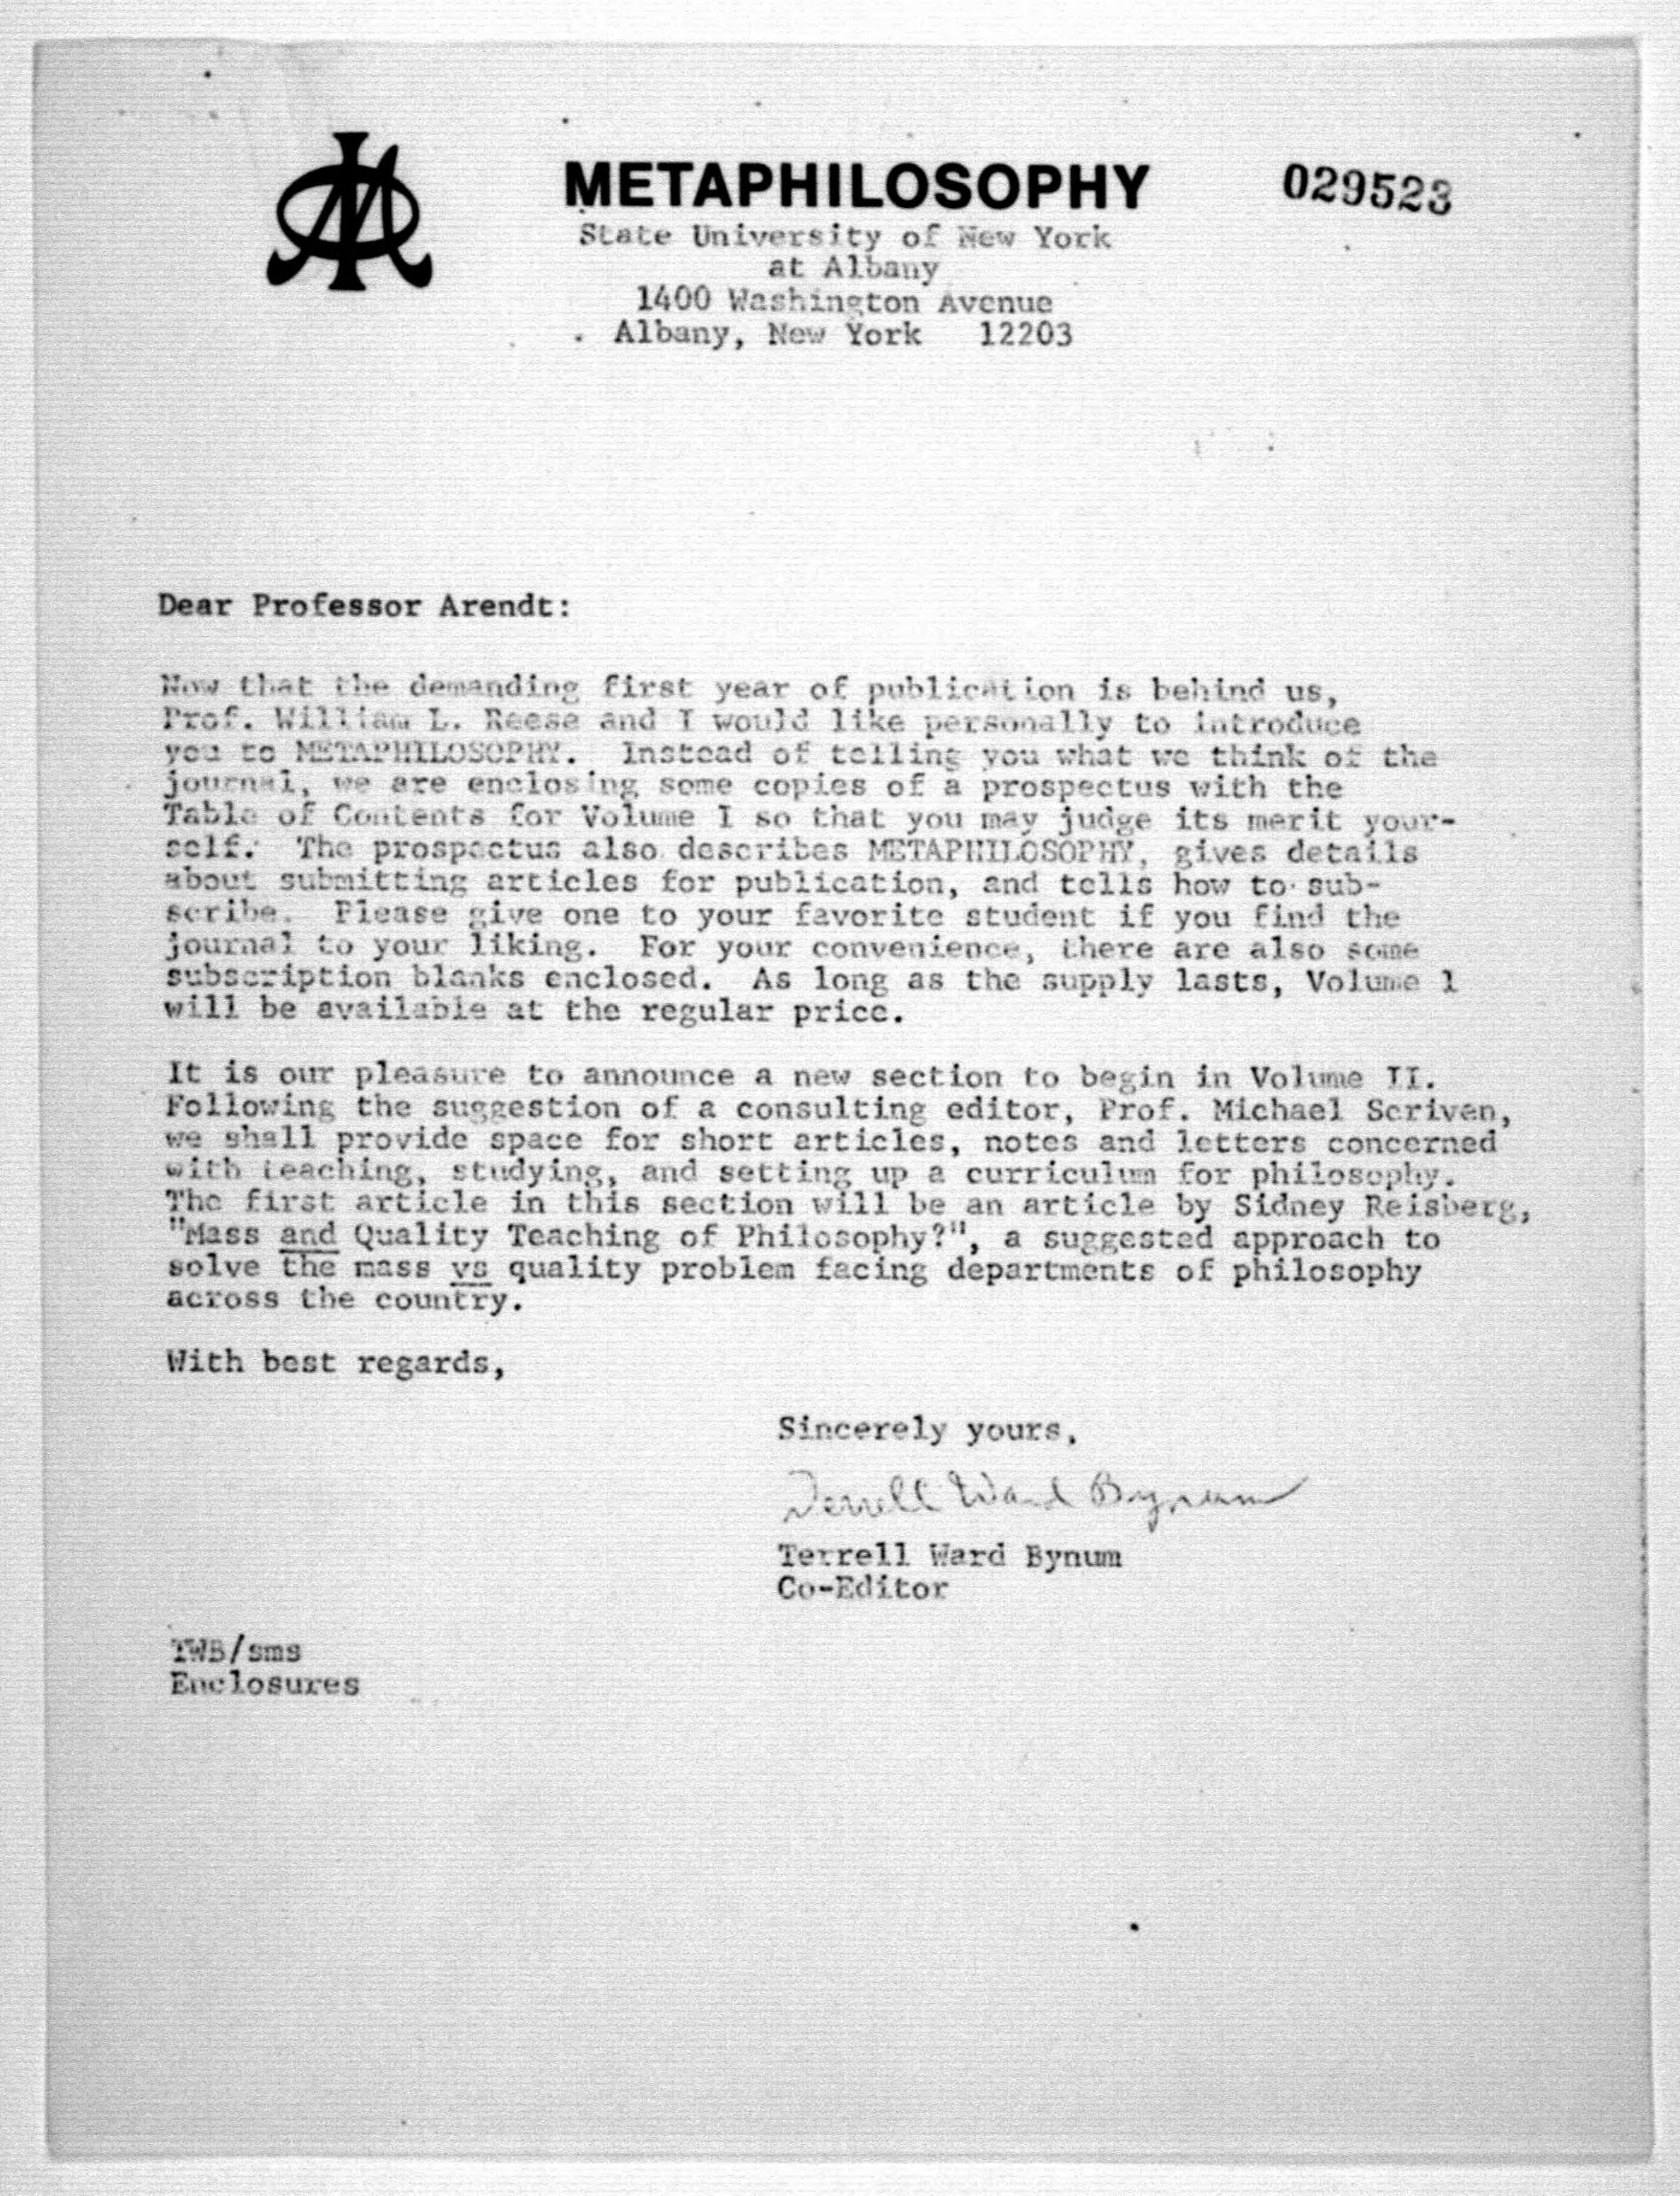 METAPHILOSOPHY
029523
State University of New York
at Albany
1400 Washington Avenue
Albany, New York 12203
Dear Professor Arendt:
Now that the demanding first year of publication is behind us,
Prof. William L. Reese and I would like personally to introduce
you to METAPHILOSOPHY. Instead of telling you what we think of the
journal, we are enclosing some copies of a prospectus with the
Table of Contents for Volume I so that you may judge its merit your-
self. The prospectus also describes METAPHILOSOPHY, gives details
about submitting articles for publication, and tells how to sub-
scribe. Please give one to your favorite student if you find the
journal to your liking. For your convenience, there are also some
subscription blanks enclosed. As long as the supply lasts, Volume 1
will be available at the regular price.
It is our pleasure to announce a new section to begin in Volume II.
Following the suggestion of a consulting editor, Prof. Michael Scriven,
we shall provide space for short articles, notes and letters concerned
with teaching, studying, and setting up a curriculum for philosophy.
The first article in this section will be an article by Sidney Reisberg,
"Mass and Quality Teaching of Philosophy?", a suggested approach to
solve the mass vs quality problem facing departments of philosophy
across the country.
With best regards,
Sincerely yours,
Terrell Ward Bynum
Terrell Ward Bynum
Co-Editor
TWB/sms
Enclosures